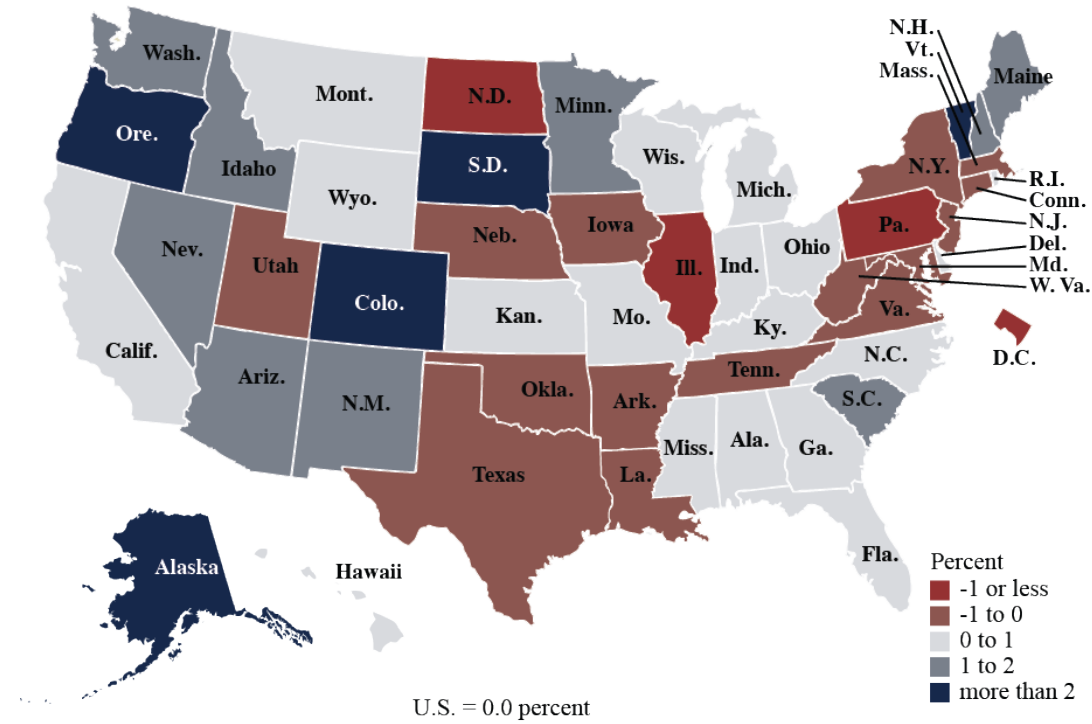 N.H.
Vt.
Mass.
Wash.
Maine
Mont.
N.D.
Minn.
Ore.
Wis.
S.D.
N.Y.
Idaho
Mich.
R.I.
Wyo.
Conn.
N.J.
Pa.
Iowa
Neb.
Del.
Nev.
Ohio
Utah
Ill.
Ind.
Md.
W. Va.
Colo.
Va.
Kan.
Mo.
Ky.
Calif.
N.C.
D.C.
Tenn.
Ariz.
Okla.
S.C.
N.M.
Ark.
Miss.
Ala.
Ga.
Texas
La.
Fla.
Alaska
Hawaii
Percent
-1 or less
-1 to 0
0 to 1
1 to 2
more than 2
U.S. = 0.0 percent